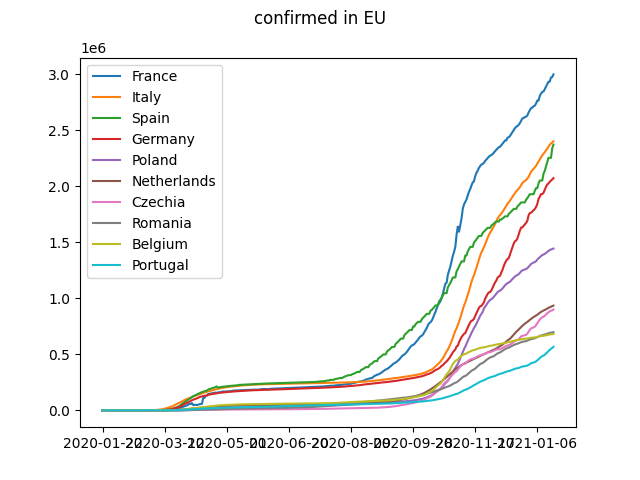 confirmed in EU
1e6
3.0
2.5
2.0
1.5
1.0
0.5
0.0
France
Italy
Spain
Germany
Poland
Netherlands
Czechia
Romania
Belgium
Portugal
2020-01-22 2020-03-12 2020-05-01 2020-06-20 2020-08-09 2020-09-28 2020-11-17 2021-01-06